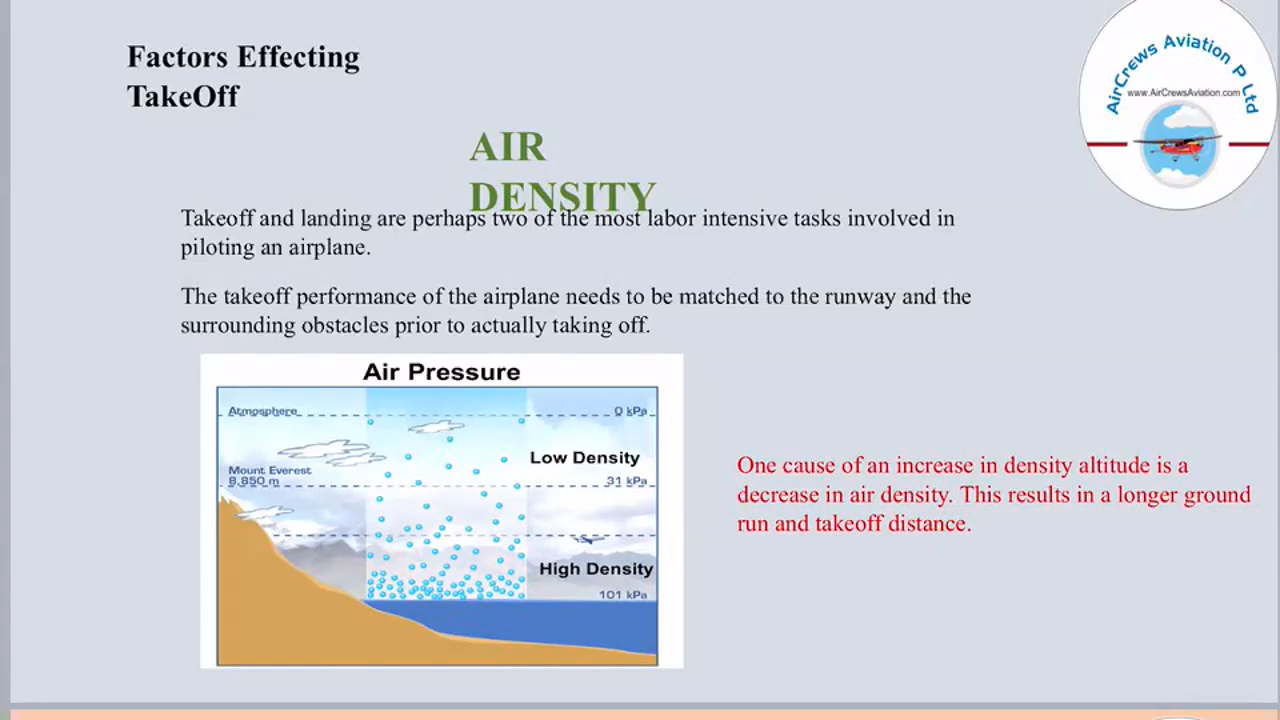 Factors Effecting
TakeOff
AirCrews Aviation P Ltd
www.AirCrewsAviation.com
AIR
DENSITY
Takeoff and landing are perhaps two of the most labor intensive tasks involved in
piloting an airplane.
The takeoff performance of the airplane needs to be matched to the runway and the
surrounding obstacles prior to actually taking off.
Air Pressure
Atmosphere
0 kPa
Low Density
Mount Everest
8,850 m
31 kPa
High Density
101 kPa
One cause of an increase in density altitude is a
decrease in air density. This results in a longer ground
run and takeoff distance.